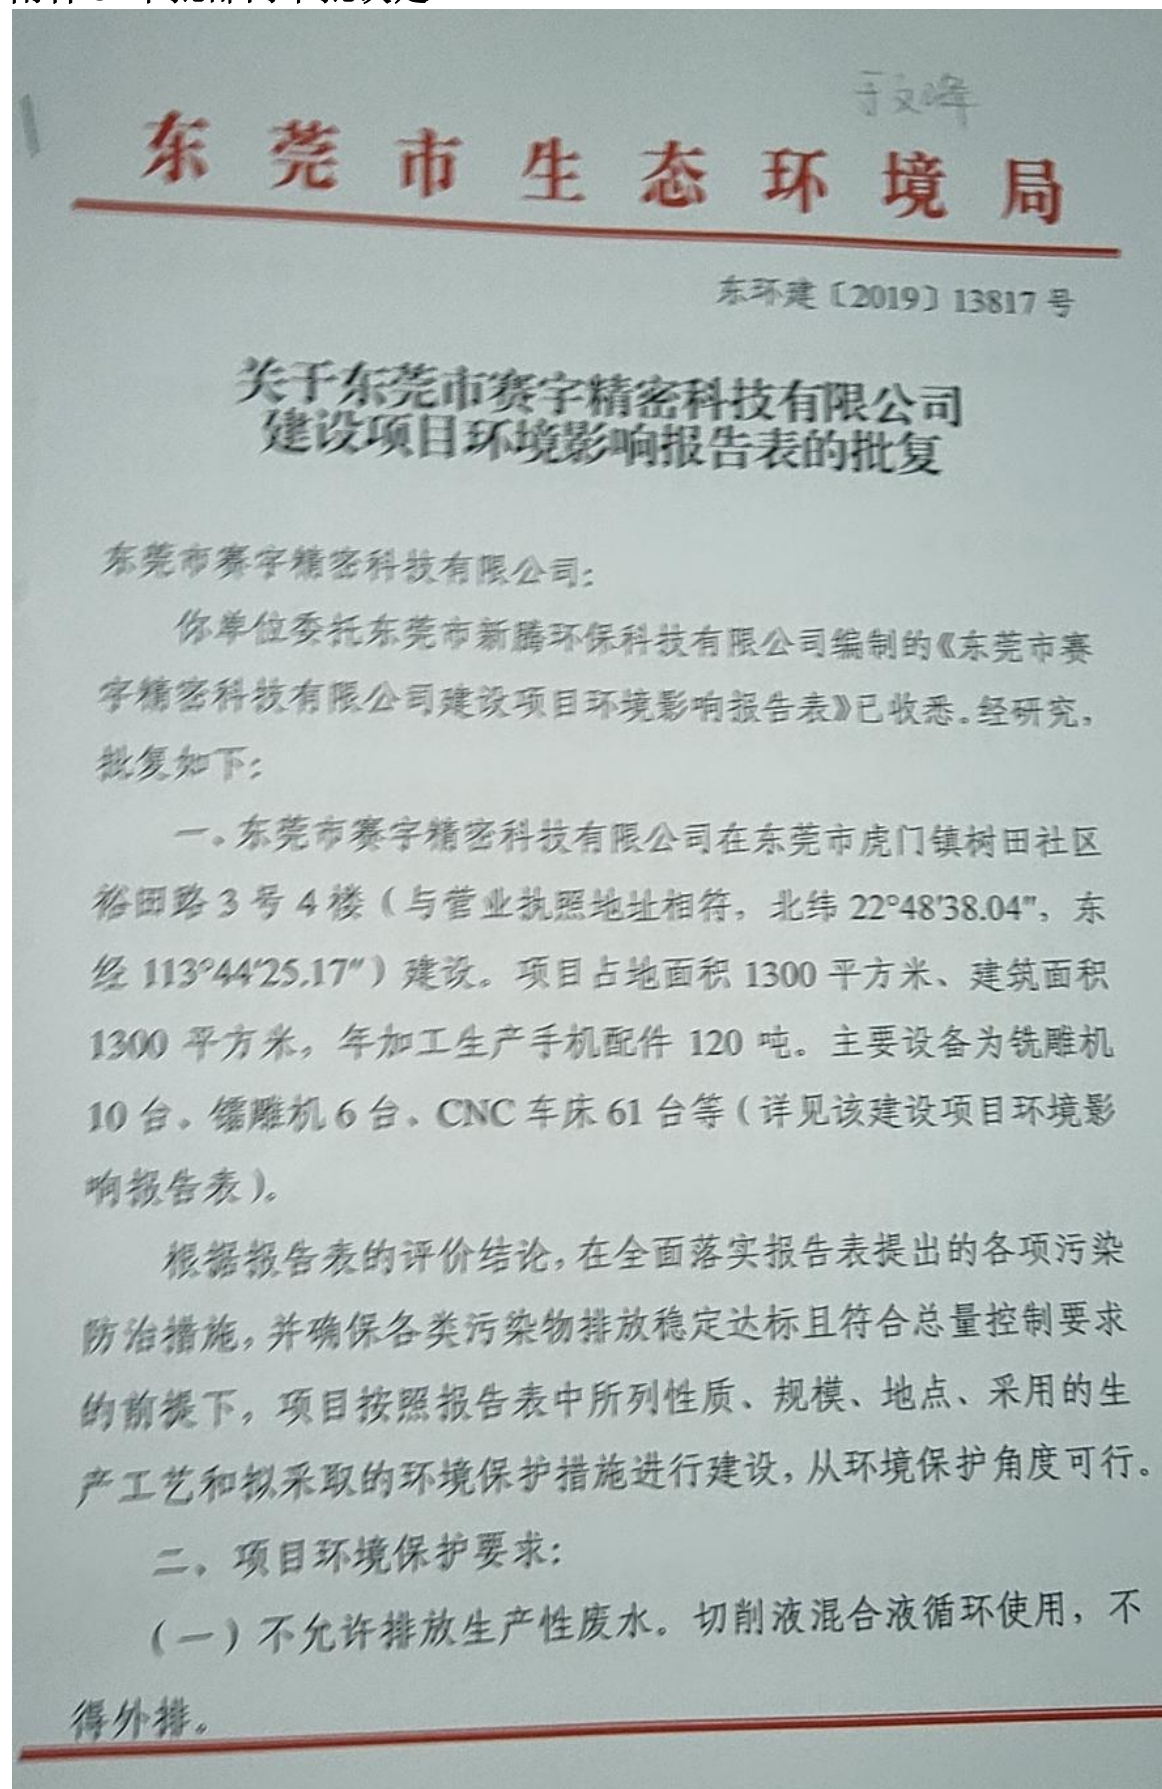 于文峰
东莞市生态环境局
东环建〔2019〕13817号
关于东莞市赛字精密科技有限公司
建设项目环境影响报告表的批复
东莞市赛字精密科技有限公司:
你单位委托东莞市新腾环保科技有限公司编制的《东莞市赛
字精密科技有限公司建设项目环境影响报告表》已收悉。经研究,
批复如下:
一、东莞市赛字精密科技有限公司在东莞市虎门镇树田社区
裕田路3号4楼（与营业执照地址相符，北纬22°48'38.04"，东
经113°44'25.17"）建设。项目占地面积1300平方米、建筑面积
1300平方米，年加工生产手机配件120吨。主要设备为铣雕机
10台、镭雕机6台、CNC车床61台等（详见该建设项目环境影
响报告表）。
根据报告表的评价结论,在全面落实报告表提出的各项污染
防治措施,并确保各类污染物排放稳定达标且符合总量控制要求
的前提下，项目按照报告表中所列性质、规模、地点、采用的生
产工艺和拟采取的环境保护措施进行建设,从环境保护角度可行。
二、项目环境保护要求:
（一）不允许排放生产性废水。切削液混合液循环使用，不
得外排。